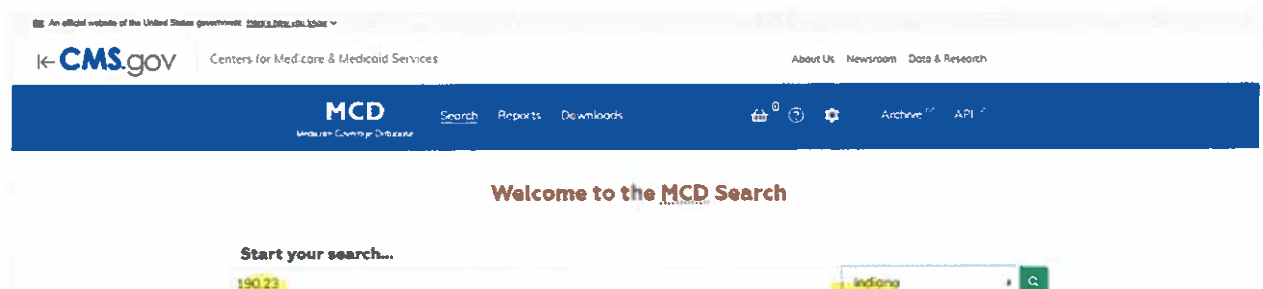 An official website of the United States government Here's how you know
CMS.gov Centers for Medicare & Medicaid Services About Us Newsroom Data & Research
MCD Search Reports Downloads 0 Archive API
Medicare Coverage Database
Welcome to the MCD Search
Start your search...
190.23 Indiana